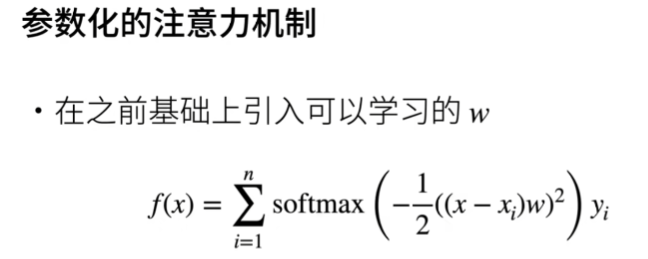 参数化的注意力机制
• 在之前基础上引入可以学习的 w
f(x) = \sum_{i=1}^{n} softmax \left( -\frac{1}{2}((x - x_i)w)^2 \right) y_i